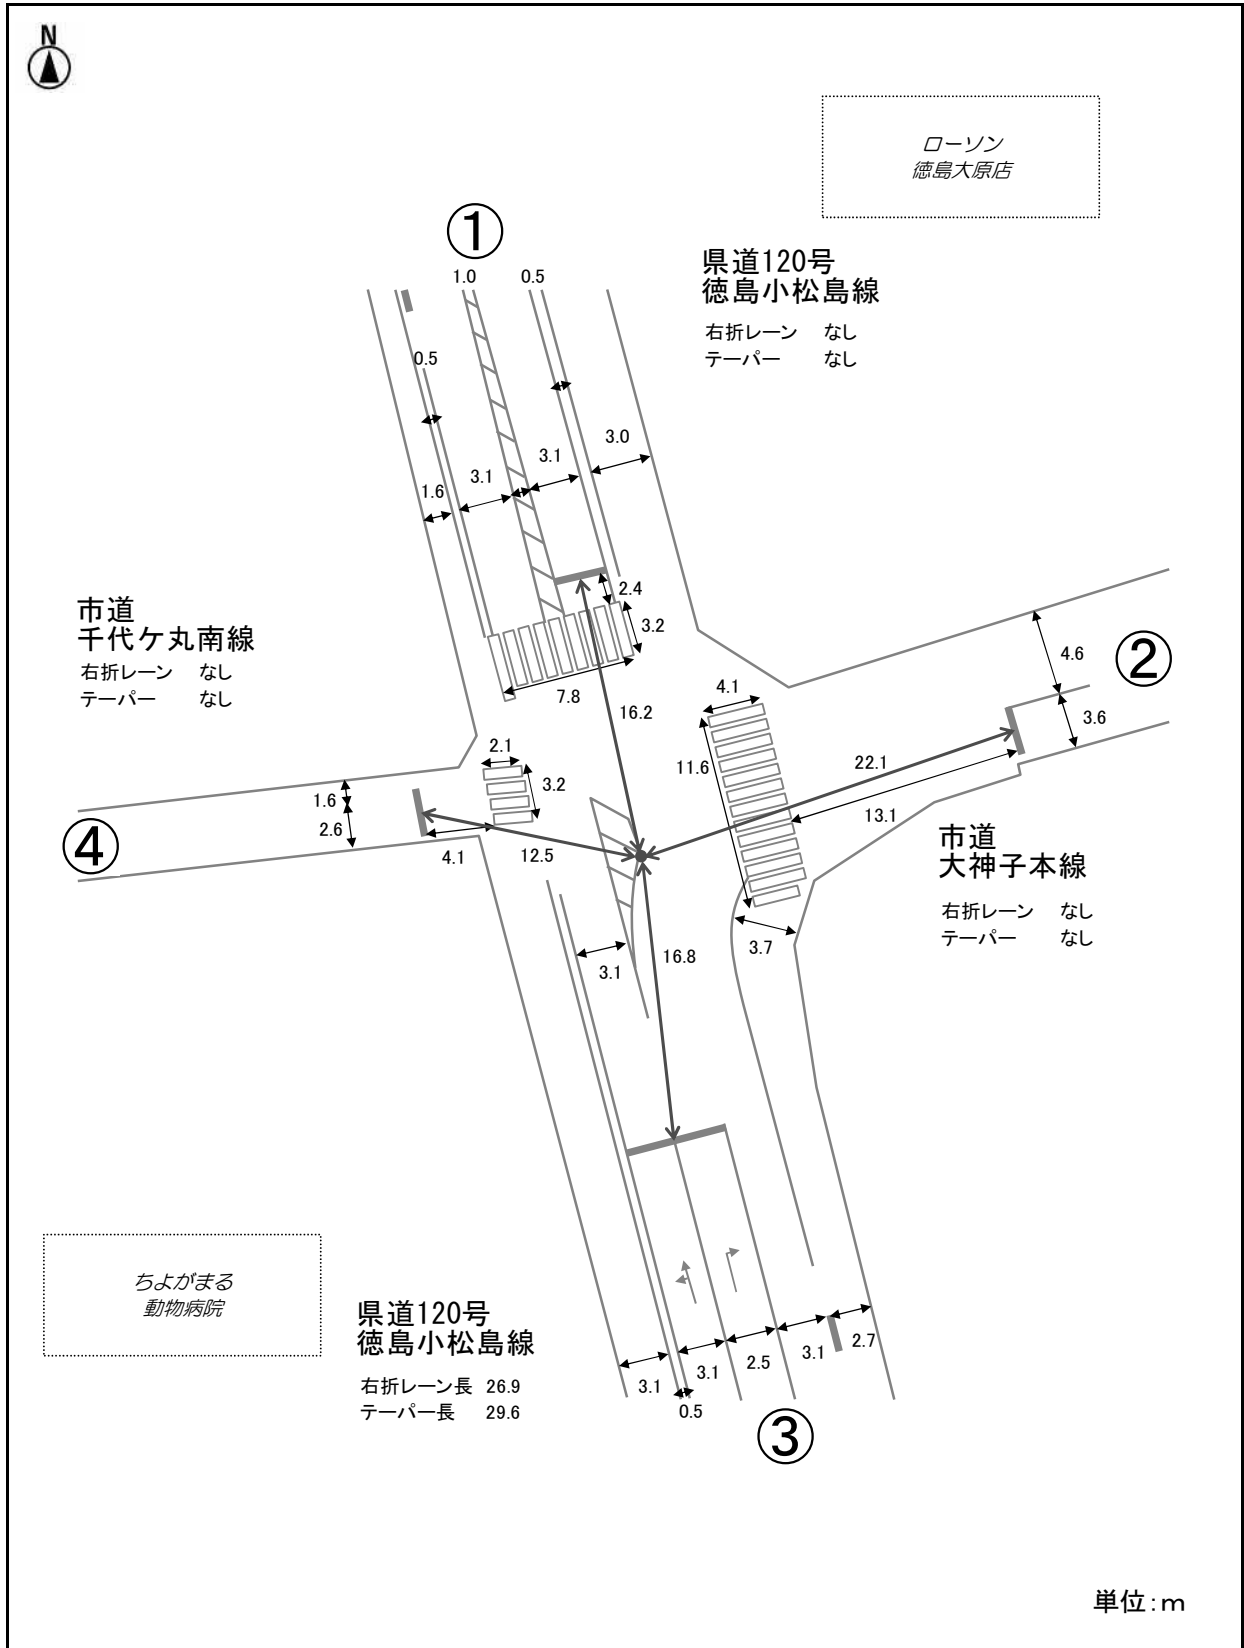 N
ローソン
徳島大原店
①
1.0
0.5
県道120号
徳島小松島線
右折レーン なし
テーパー なし
0.5
3.0
3.1
3.1
1.6
2.4
3.2
市道
千代ケ丸南線
右折レーン なし
テーパー なし
4.6
②
3.6
7.8
4.1
16.2
2.1
3.2
11.6
22.1
13.1
1.6
2.6
④
4.1
12.5
市道
大神子本線
右折レーン なし
テーパー なし
3.7
16.8
3.1
ちよがまる
動物病院
県道120号
徳島小松島線
右折レーン長 26.9
テーパー長 29.6
3.1
0.5
3.1
2.5
3.1
2.7
③
単位:m